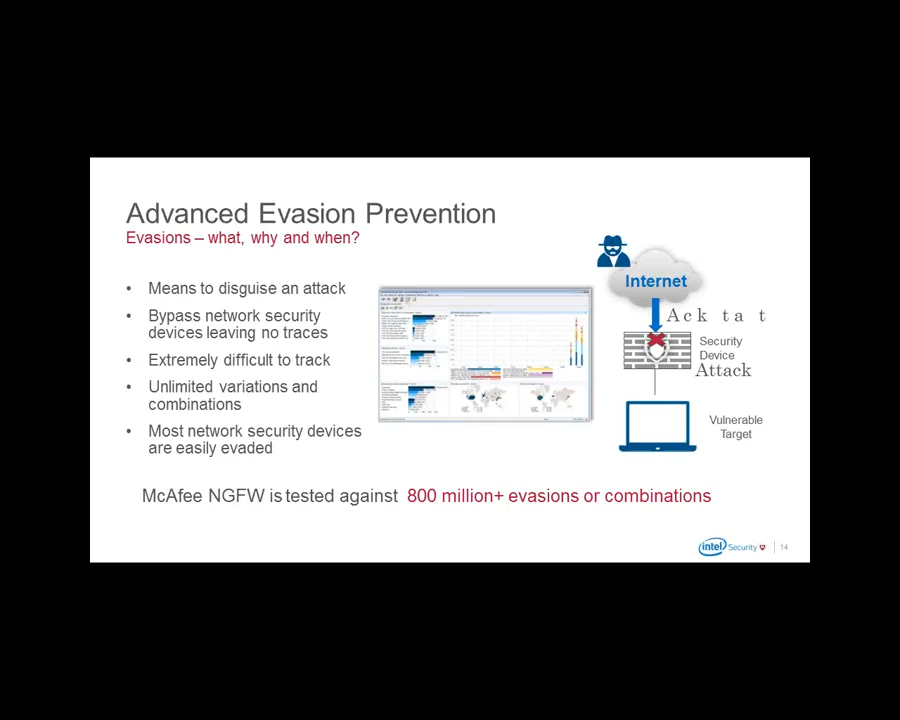 Advanced Evasion Prevention
Evasions – what, why and when?
• Means to disguise an attack
• Bypass network security
devices leaving no traces
• Extremely difficult to track
• Unlimited variations and
combinations
• Most network security devices
are easily evaded
Internet
Ack ta t
Security
Device
Attack
Vulnerable
Target
McAfee NGFW is tested against 800 million+ evasions or combinations
intel Security 14